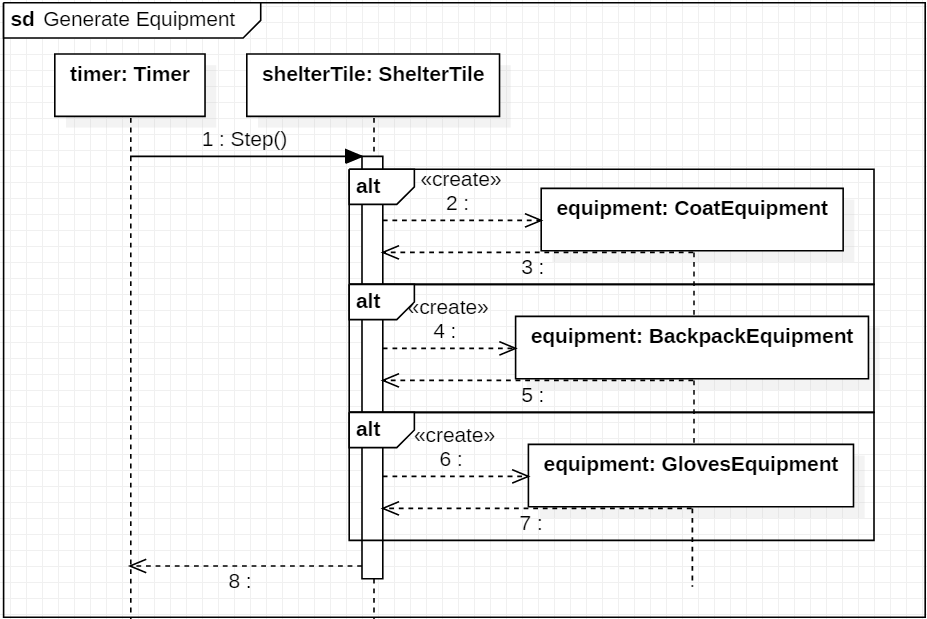 sd Generate Equipment
timer: Timer
shelterTile: ShelterTile
1 : Step()
alt
«create»
2 :
equipment: CoatEquipment
3 :
alt
«create»
4 :
equipment: BackpackEquipment
5 :
alt
«create»
6 :
equipment: GlovesEquipment
7 :
8 :